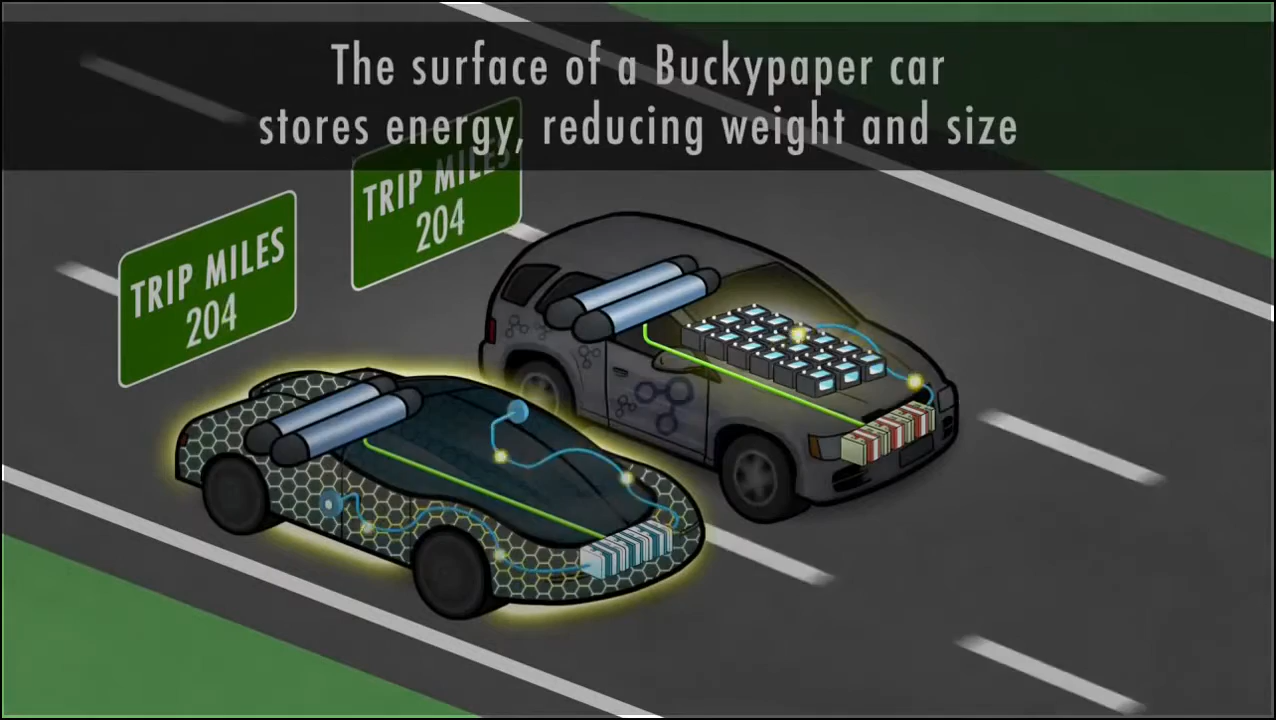 The surface of a Buckypaper car
stores energy, reducing weight and size
TRIP MILES
204
TRIP MILES
204